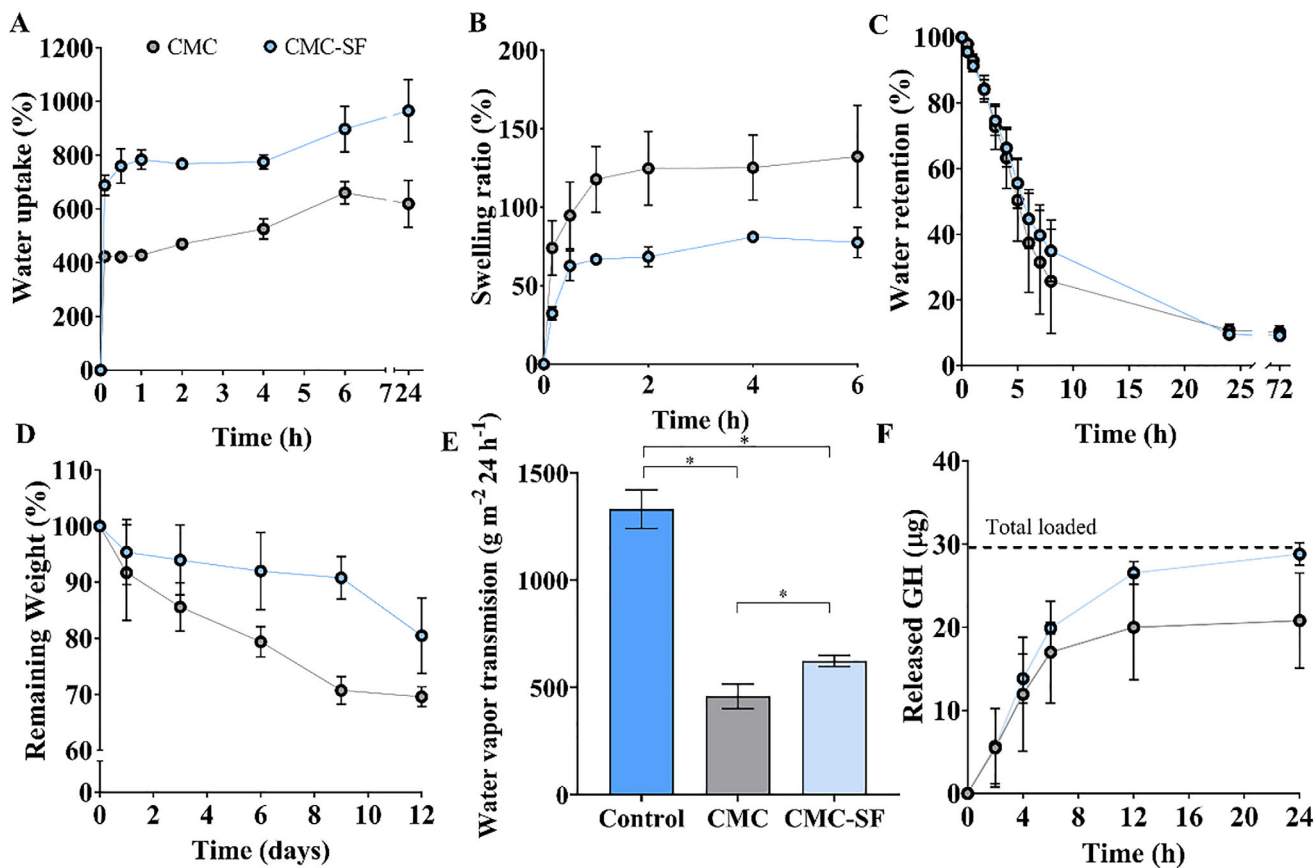 A
CMC
CMC-SF
Water uptake (%)
1200
1000
800
600
400
200
0
0 1 2 3 4 5 6 7 24
Time (h)
B
Swelling ratio (%)
200
150
100
50
0
0 2 4 6
Time (h)
C
Water retention (%)
100
80
60
40
20
0
0 5 10 15 20 25 72
Time (h)
D
Remaining Weight (%)
110
100
90
80
70
60
0
0 2 4 6 8 10 12
Time (days)
E
Water vapor transmision (g m⁻² 24 h⁻¹)
1500
1000
500
0
*
*
*
Control CMC CMC-SF
F
Released GH (µg)
40
30
20
10
0
Total loaded
0 4 8 12 16 20 24
Time (h)